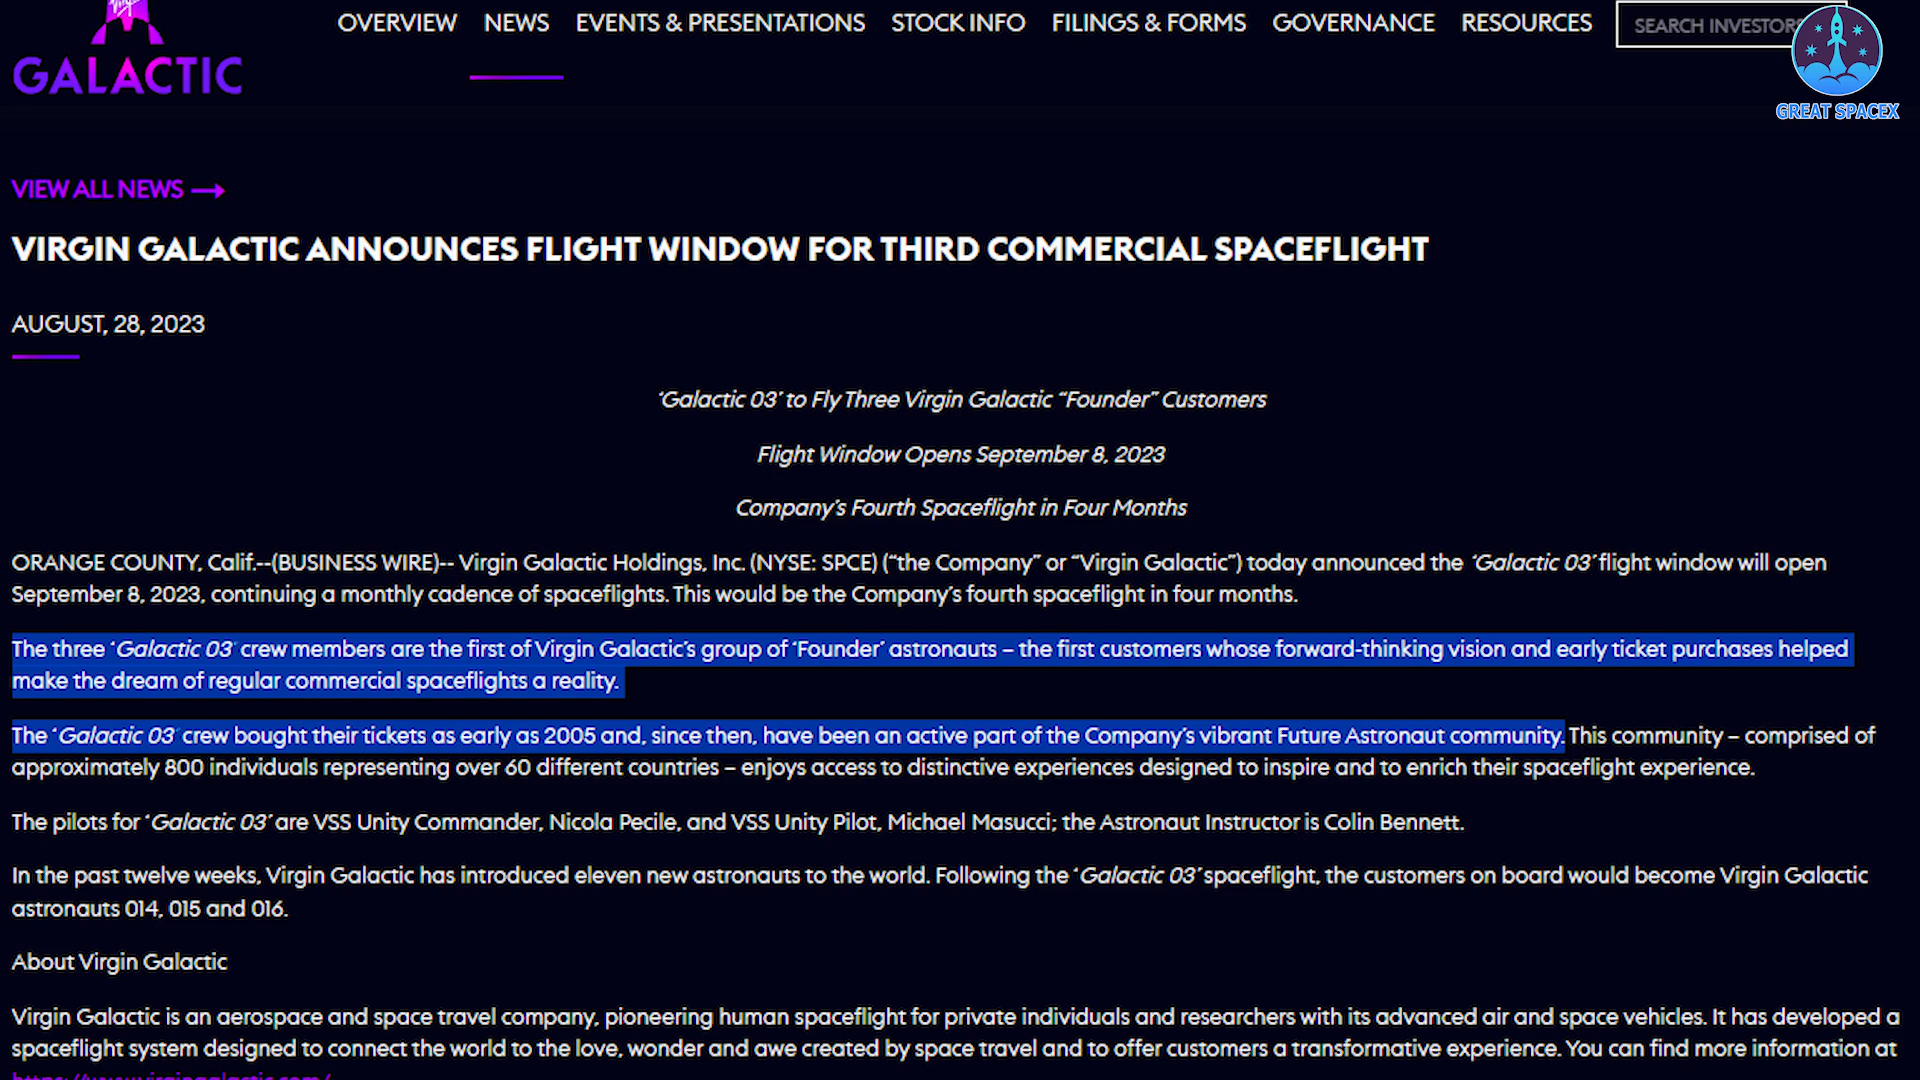 Virgin
GALACTIC
OVERVIEW NEWS EVENTS & PRESENTATIONS STOCK INFO FILINGS & FORMS GOVERNANCE RESOURCES SEARCH INVESTORS
GREAT SPACEX
VIEW ALL NEWS →
VIRGIN GALACTIC ANNOUNCES FLIGHT WINDOW FOR THIRD COMMERCIAL SPACEFLIGHT
AUGUST, 28, 2023
‘Galactic 03’ to Fly Three Virgin Galactic “Founder” Customers
Flight Window Opens September 8, 2023
Company’s Fourth Spaceflight in Four Months
ORANGE COUNTY, Calif.--(BUSINESS WIRE)-- Virgin Galactic Holdings, Inc. (NYSE: SPCE) (“the Company” or “Virgin Galactic”) today announced the ‘Galactic 03’ flight window will open
September 8, 2023, continuing a monthly cadence of spaceflights. This would be the Company’s fourth spaceflight in four months.
The three ‘Galactic 03’ crew members are the first of Virgin Galactic’s group of ‘Founder’ astronauts – the first customers whose forward-thinking vision and early ticket purchases helped
make the dream of regular commercial spaceflights a reality.
The ‘Galactic 03’ crew bought their tickets as early as 2005 and, since then, have been an active part of the Company’s vibrant Future Astronaut community. This community – comprised of
approximately 800 individuals representing over 60 different countries – enjoys access to distinctive experiences designed to inspire and to enrich their spaceflight experience.
The pilots for ‘Galactic 03’ are VSS Unity Commander, Nicola Pecile, and VSS Unity Pilot, Michael Masucci; the Astronaut Instructor is Colin Bennett.
In the past twelve weeks, Virgin Galactic has introduced eleven new astronauts to the world. Following the ‘Galactic 03’ spaceflight, the customers on board would become Virgin Galactic
astronauts 014, 015 and 016.
About Virgin Galactic
Virgin Galactic is an aerospace and space travel company, pioneering human spaceflight for private individuals and researchers with its advanced air and space vehicles. It has developed a
spaceflight system designed to connect the world to the love, wonder and awe created by space travel and to offer customers a transformative experience. You can find more information at
https://www.virgingalactic.com/